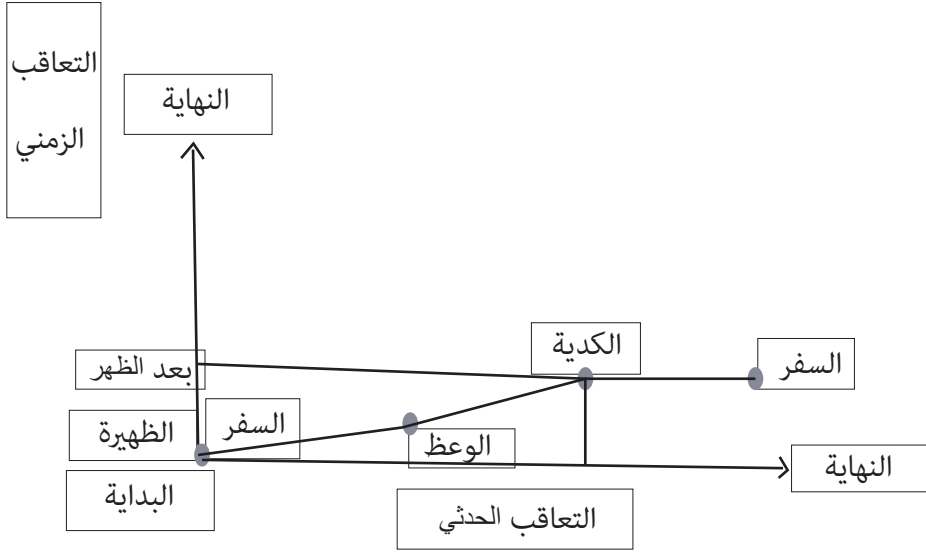 التعاقب
الزمني
النهاية
الكدية
السفر
بعد الظهر
السفر
الظهيرة
الوعظ
النهاية
البداية
التعاقب الحدثي